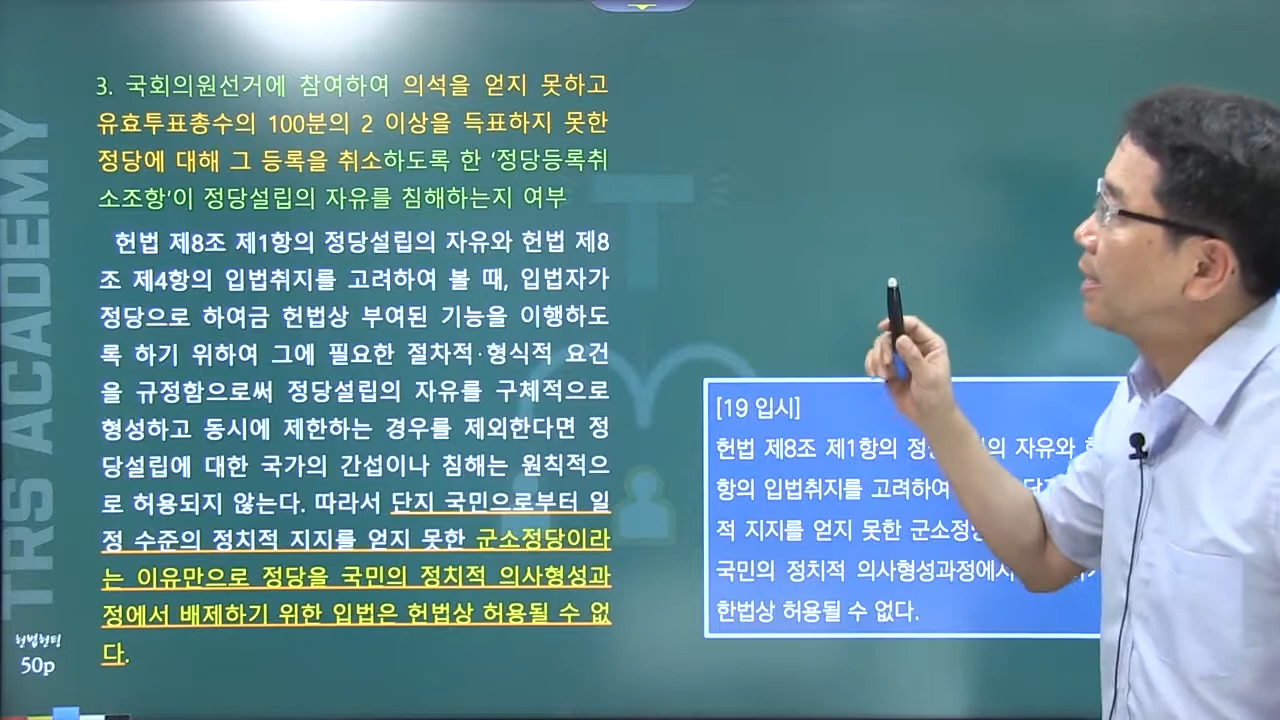 3. 국회의원선거에 참여하여 의석을 얻지 못하고
유효투표총수의 100분의 2 이상을 득표하지 못한
정당에 대해 그 등록을 취소하도록 한 '정당등록취
소조항'이 정당설립의 자유를 침해하는지 여부
헌법 제8조 제1항의 정당설립의 자유와 헌법 제8
조 제4항의 입법취지를 고려하여 볼 때, 입법자가
정당으로 하여금 헌법상 부여된 기능을 이행하도
록 하기 위하여 그에 필요한 절차적·형식적 요건
을 규정함으로써 정당설립의 자유를 구체적으로
형성하고 동시에 제한하는 경우를 제외한다면 정
당설립에 대한 국가의 간섭이나 침해는 원칙적으
로 허용되지 않는다. 따라서 단지 국민으로부터 일
정 수준의 정치적 지지를 얻지 못한 군소정당이라
는 이유만으로 정당을 국민의 정치적 의사형성과
정에서 배제하기 위한 입법은 헌법상 허용될 수 없
다.
[19 입시]
헌법 제8조 제1항의 자유와
항의 입법취지를 고려하여
적 지지를 얻지 못한
국민의 정치적 의사형성과정에서
한법상 허용될 수 없다.
TRS ACADEMY
헌법헌팅
50p